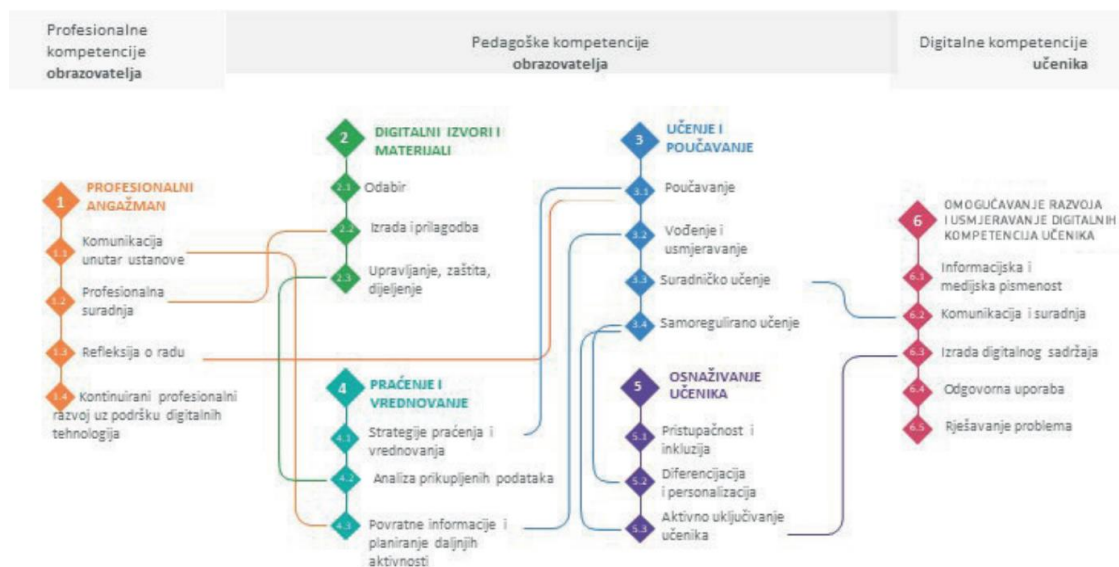 Profesionalne
kompetencije
obrazovatelja
Pedagoške kompetencije
obrazovatelja
Digitalne kompetencije
učenika
1
PROFESIONALNI
ANGAŽMAN
1.1
Komunikacija
unutar ustanove
1.2
Profesionalna
suradnja
1.3
Refleksija o radu
1.4
Kontinuirani profesionalni
razvoj uz podršku digitalnih
tehnologija
2
DIGITALNI IZVORI I
MATERIJALI
2.1
Odabir
2.2
Izrada i prilagodba
2.3
Upravljanje, zaštita,
dijeljenje
4
PRAĆENJE I
VREDNOVANJE
4.1
Strategije praćenja i
vrednovanja
4.2
Analiza prikupljenih podataka
4.3
Povratne informacije i
planiranje daljnjih
aktivnosti
3
UČENJE I
POUČAVANJE
3.1
Poučavanje
3.2
Vođenje i
usmjeravanje
3.3
Suradničko učenje
3.4
Samoregulirano učenje
5
OSNAŽIVANJE
UČENIKA
5.1
Pristupačnost i
inkluzija
5.2
Diferencijacija
i personalizacija
5.3
Aktivno uključivanje
učenika
6
OMOGUČAVANJE RAZVOJA
I USMJERAVANJE DIGITALNIH
KOMPETENCIJA UČENIKA
6.1
Informacijska i
medijska pismenost
6.2
Komunikacija i suradnja
6.3
Izrada digitalnog sadržaja
6.4
Odgovorna uporaba
6.5
Rješavanje problema